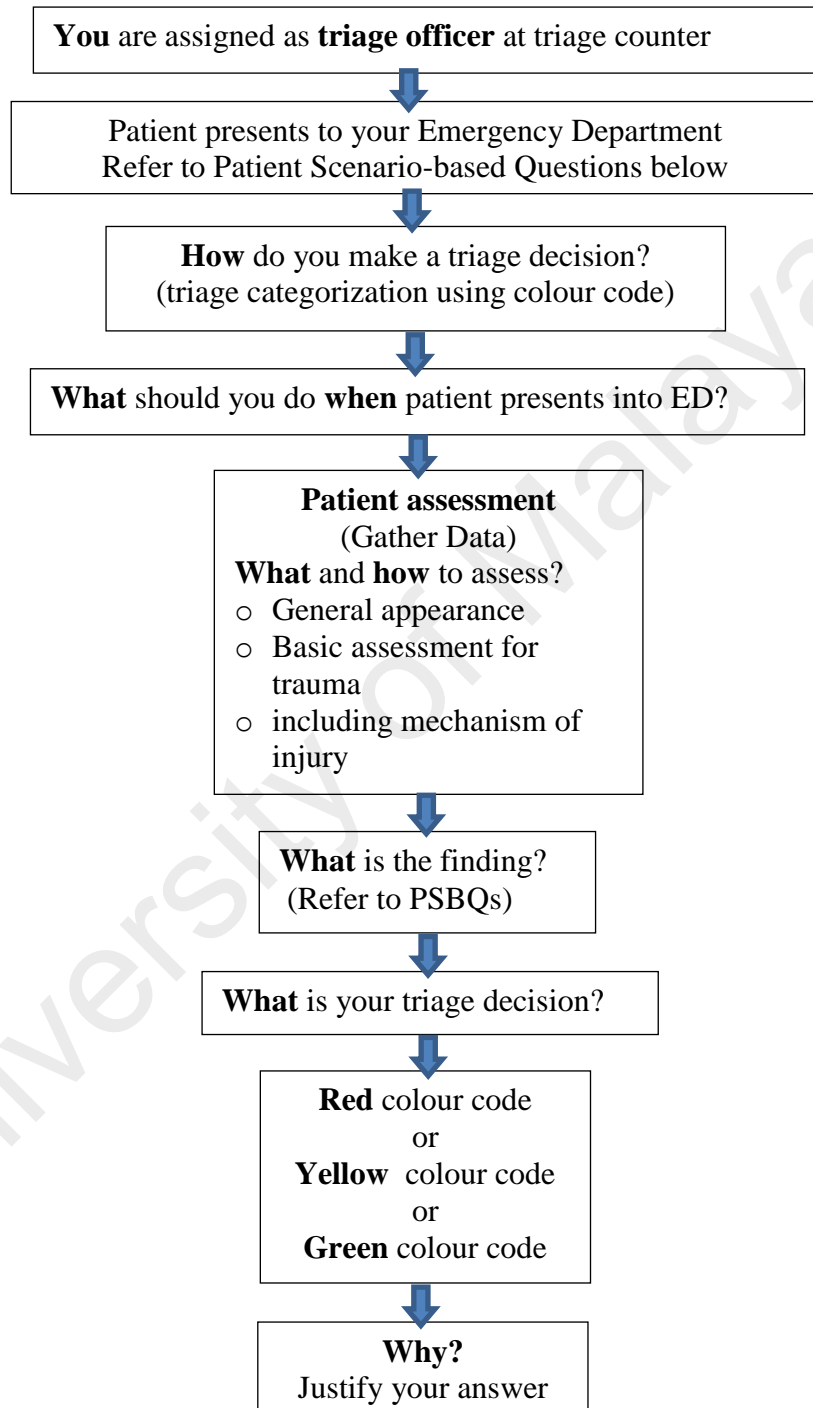 You are assigned as triage officer at triage counter
Patient presents to your Emergency Department
Refer to Patient Scenario-based Questions below
How do you make a triage decision?
(triage categorization using colour code)
What should you do when patient presents into ED?
Patient assessment
(Gather Data)
What and how to assess?
o General appearance
o Basic assessment for
trauma
o including mechanism of
injury
What is the finding?
(Refer to PSBQs)
What is your triage decision?
Red colour code
or
Yellow colour code
or
Green colour code
Why?
Justify your answer
University of Malaya